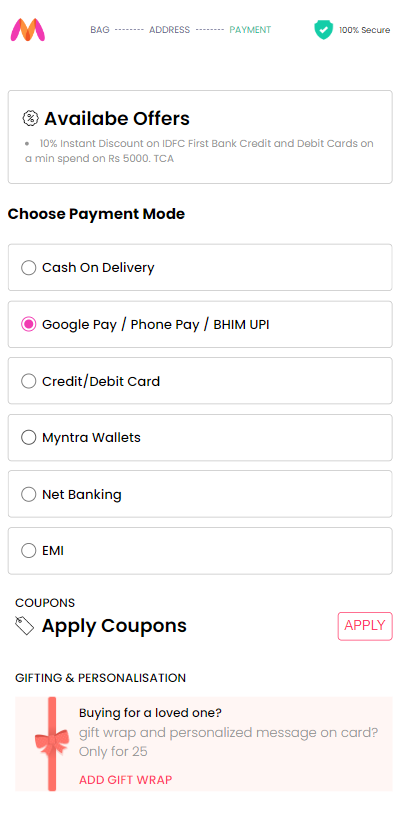 BAG -------- ADDRESS -------- PAYMENT
100% Secure
Availabe Offers
• 10% Instant Discount on IDFC First Bank Credit and Debit Cards on
a min spend on Rs 5000. TCA
Choose Payment Mode
Cash On Delivery
Google Pay / Phone Pay / BHIM UPI
Credit/Debit Card
Myntra Wallets
Net Banking
EMI
COUPONS
Apply Coupons
APPLY
GIFTING & PERSONALISATION
Buying for a loved one?
gift wrap and personalized message on card?
Only for 25
ADD GIFT WRAP